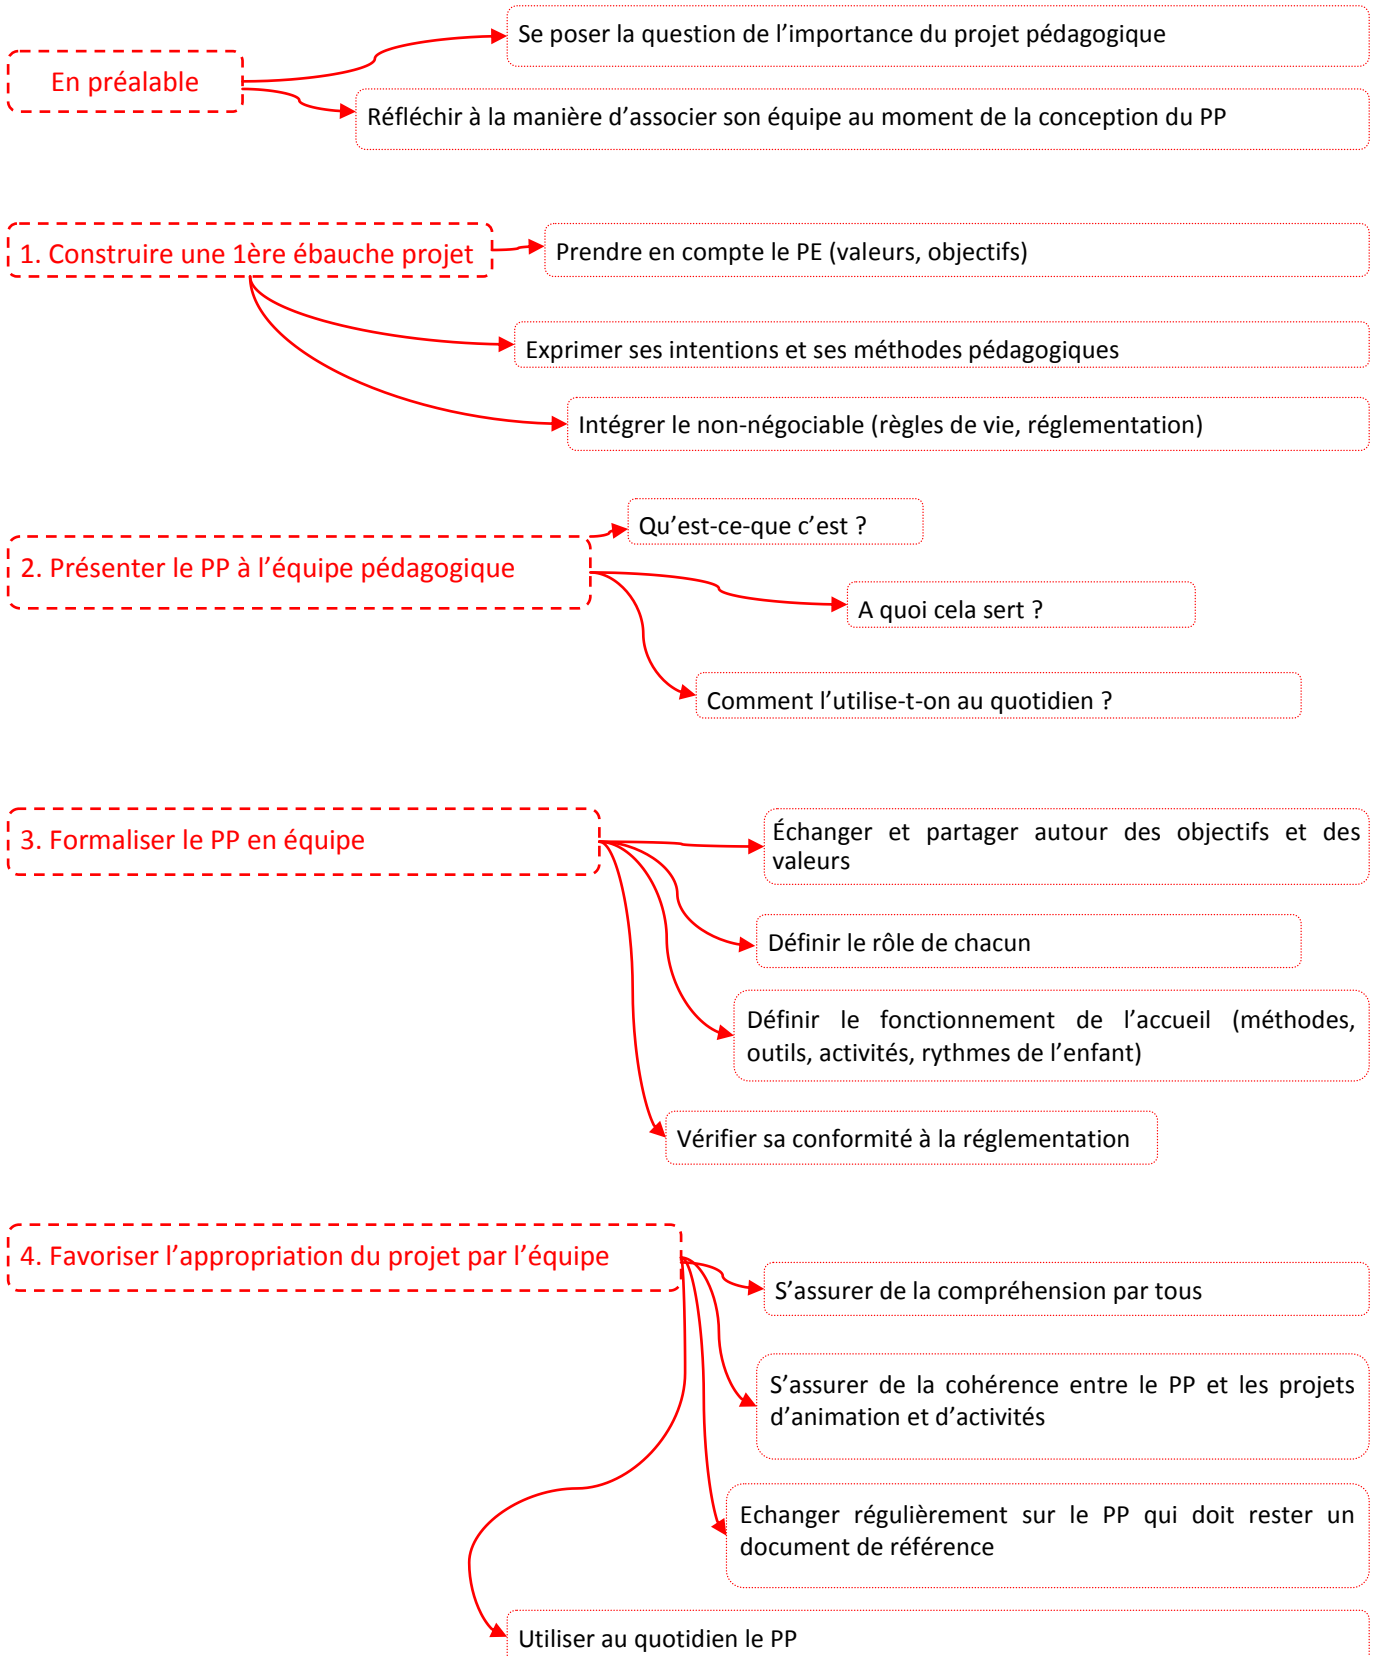 Se poser la question de l’importance du projet pédagogique
En préalable
Réfléchir à la manière d’associer son équipe au moment de la conception du PP
1. Construire une 1ère ébauche projet
Prendre en compte le PE (valeurs, objectifs)
Exprimer ses intentions et ses méthodes pédagogiques
Intégrer le non-négociable (règles de vie, réglementation)
Qu’est-ce-que c’est ?
2. Présenter le PP à l’équipe pédagogique
A quoi cela sert ?
Comment l’utilise-t-on au quotidien ?
3. Formaliser le PP en équipe
Échanger et partager autour des objectifs et des
valeurs
Définir le rôle de chacun
Définir le fonctionnement de l’accueil (méthodes,
outils, activités, rythmes de l’enfant)
Vérifier sa conformité à la réglementation
4. Favoriser l’appropriation du projet par l’équipe
S’assurer de la compréhension par tous
S’assurer de la cohérence entre le PP et les projets
d’animation et d’activités
Echanger régulièrement sur le PP qui doit rester un
document de référence
Utiliser au quotidien le PP